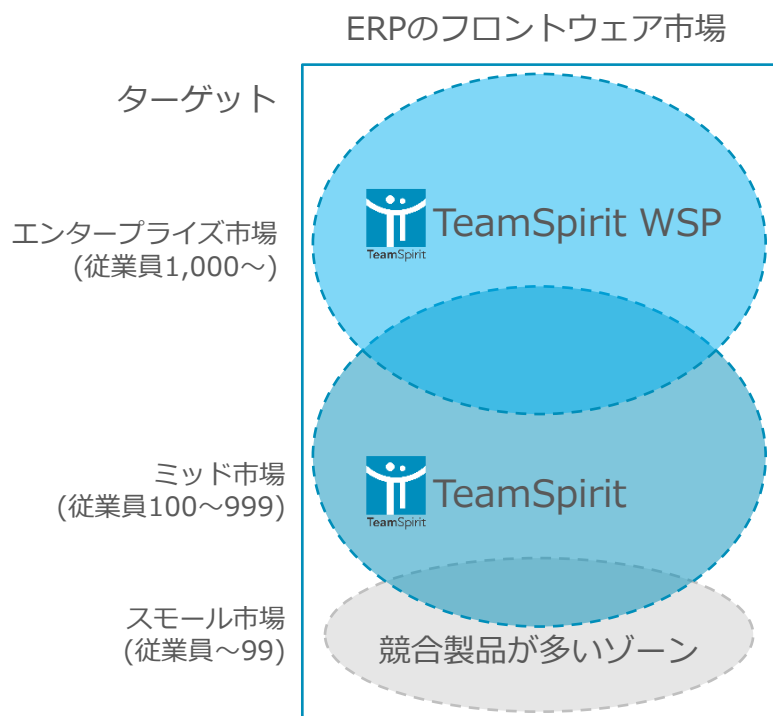 ERPのフロントウェア市場
ターゲット
エンタープライズ市場
(従業員1,000～)
TeamSpirit WSP
TeamSpirit
ミッド市場
(従業員100～999)
TeamSpirit
TeamSpirit
スモール市場
(従業員～99)
競合製品が多いゾーン